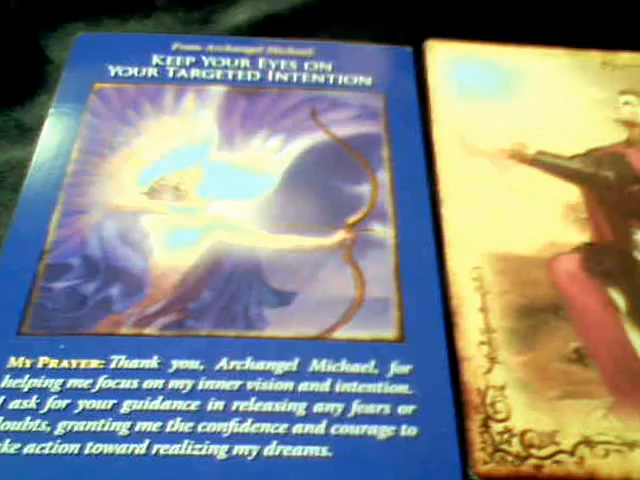 From Archangel Michael
KEEP YOUR EYES ON
YOUR TARGETED INTENTION
MY PRAYER: Thank you, Archangel Michael, for
helping me focus on my inner vision and intention.
I ask for your guidance in releasing any fears or
doubts, granting me the confidence and courage to
take action toward realizing my dreams.